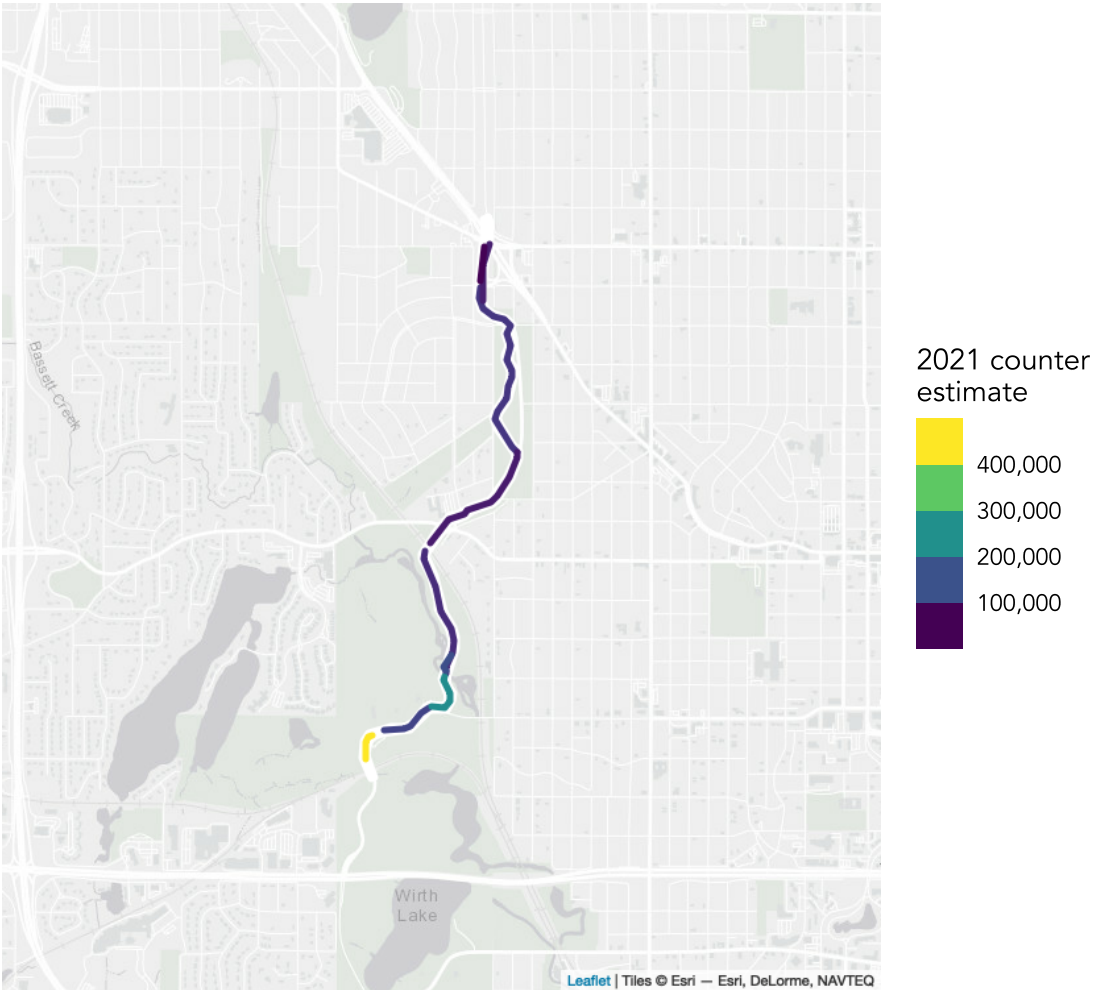 Bassett Creek
Wirth
Lake
Leaflet | Tiles © Esri — Esri, DeLorme, NAVTEQ
2021 counter
estimate
400,000
300,000
200,000
100,000